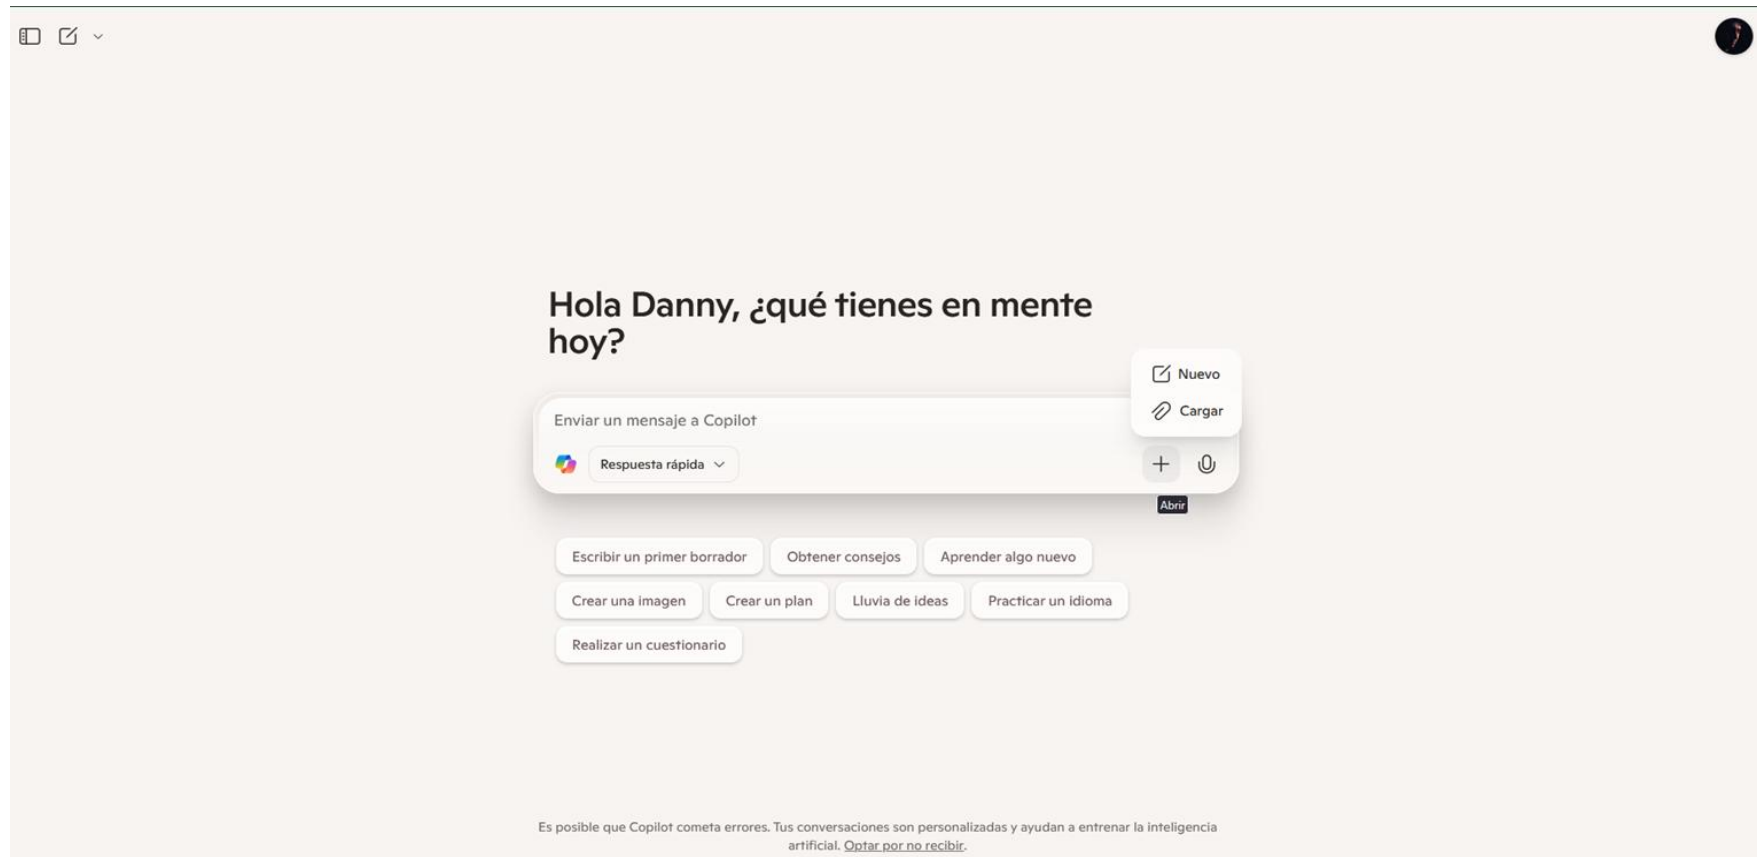 Hola Danny, ¿qué tienes en mente
hoy?
Nuevo
Cargar
Enviar un mensaje a Copilot
Respuesta rápida
Abrir
Escribir un primer borrador
Obtener consejos
Aprender algo nuevo
Crear una imagen
Crear un plan
Lluvia de ideas
Practicar un idioma
Realizar un cuestionario
Es posible que Copilot cometa errores. Tus conversaciones son personalizadas y ayudan a entrenar la inteligencia
artificial. Optar por no recibir.